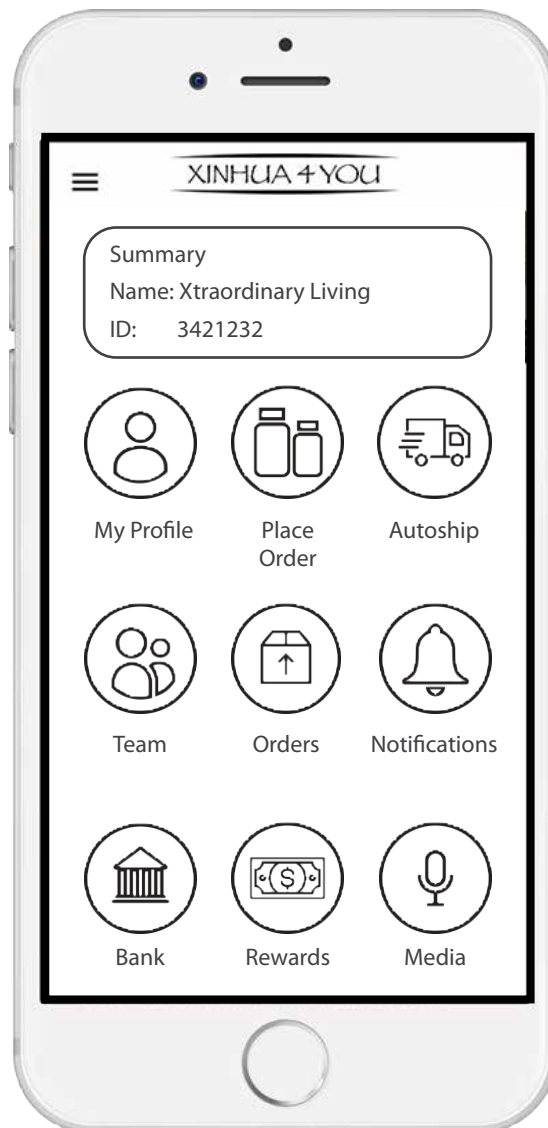 XINHUA 4 YOU
Summary
Name: Xtraordinary Living
ID: 3421232
My Profile
Place
Order
Autoship
Team
Orders
Notifications
Bank
Rewards
Media